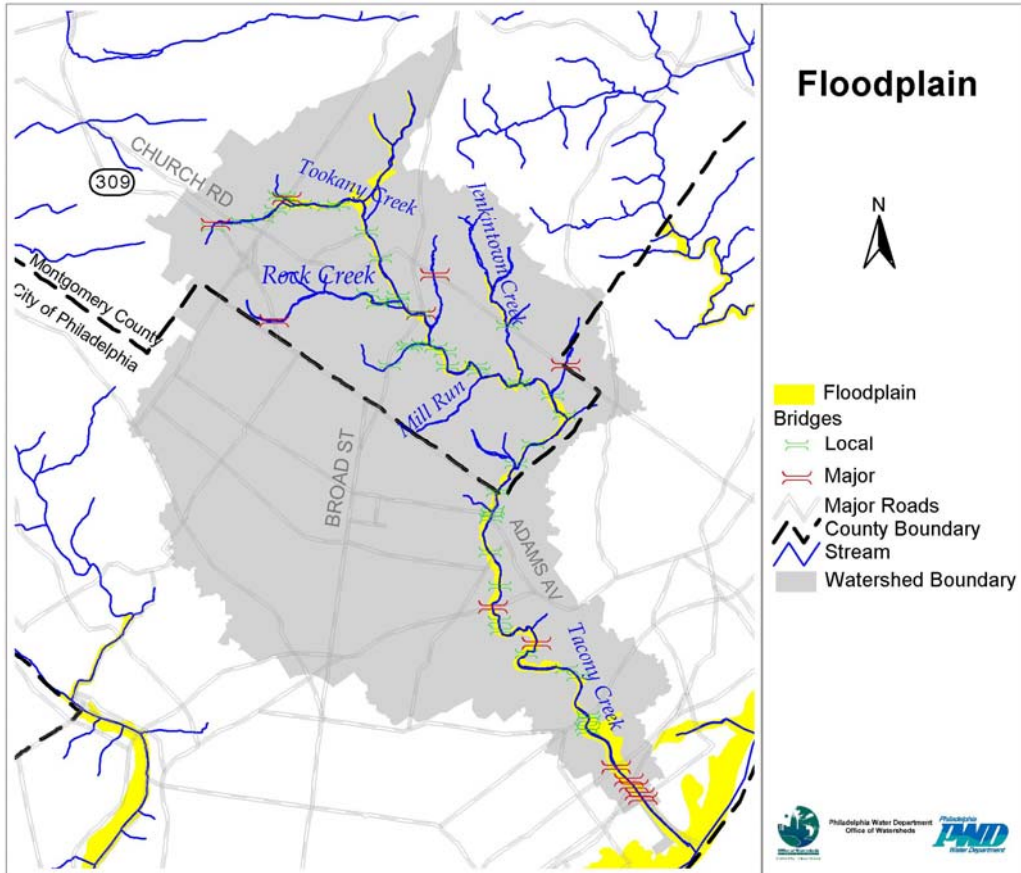 Floodplain
N
CHURCH RD
309
Tookany Creek
Jenkintown Creek
Rock Creek
Montgomery County
City of Philadelphia
Mill Run
BROAD ST
ADAMS AV
Tacony Creek
Floodplain
Bridges
Local
Major
Major Roads
County Boundary
Stream
Watershed Boundary
Philadelphia Water Department
Office of Watersheds
Philadelphia
PWD
Water Department